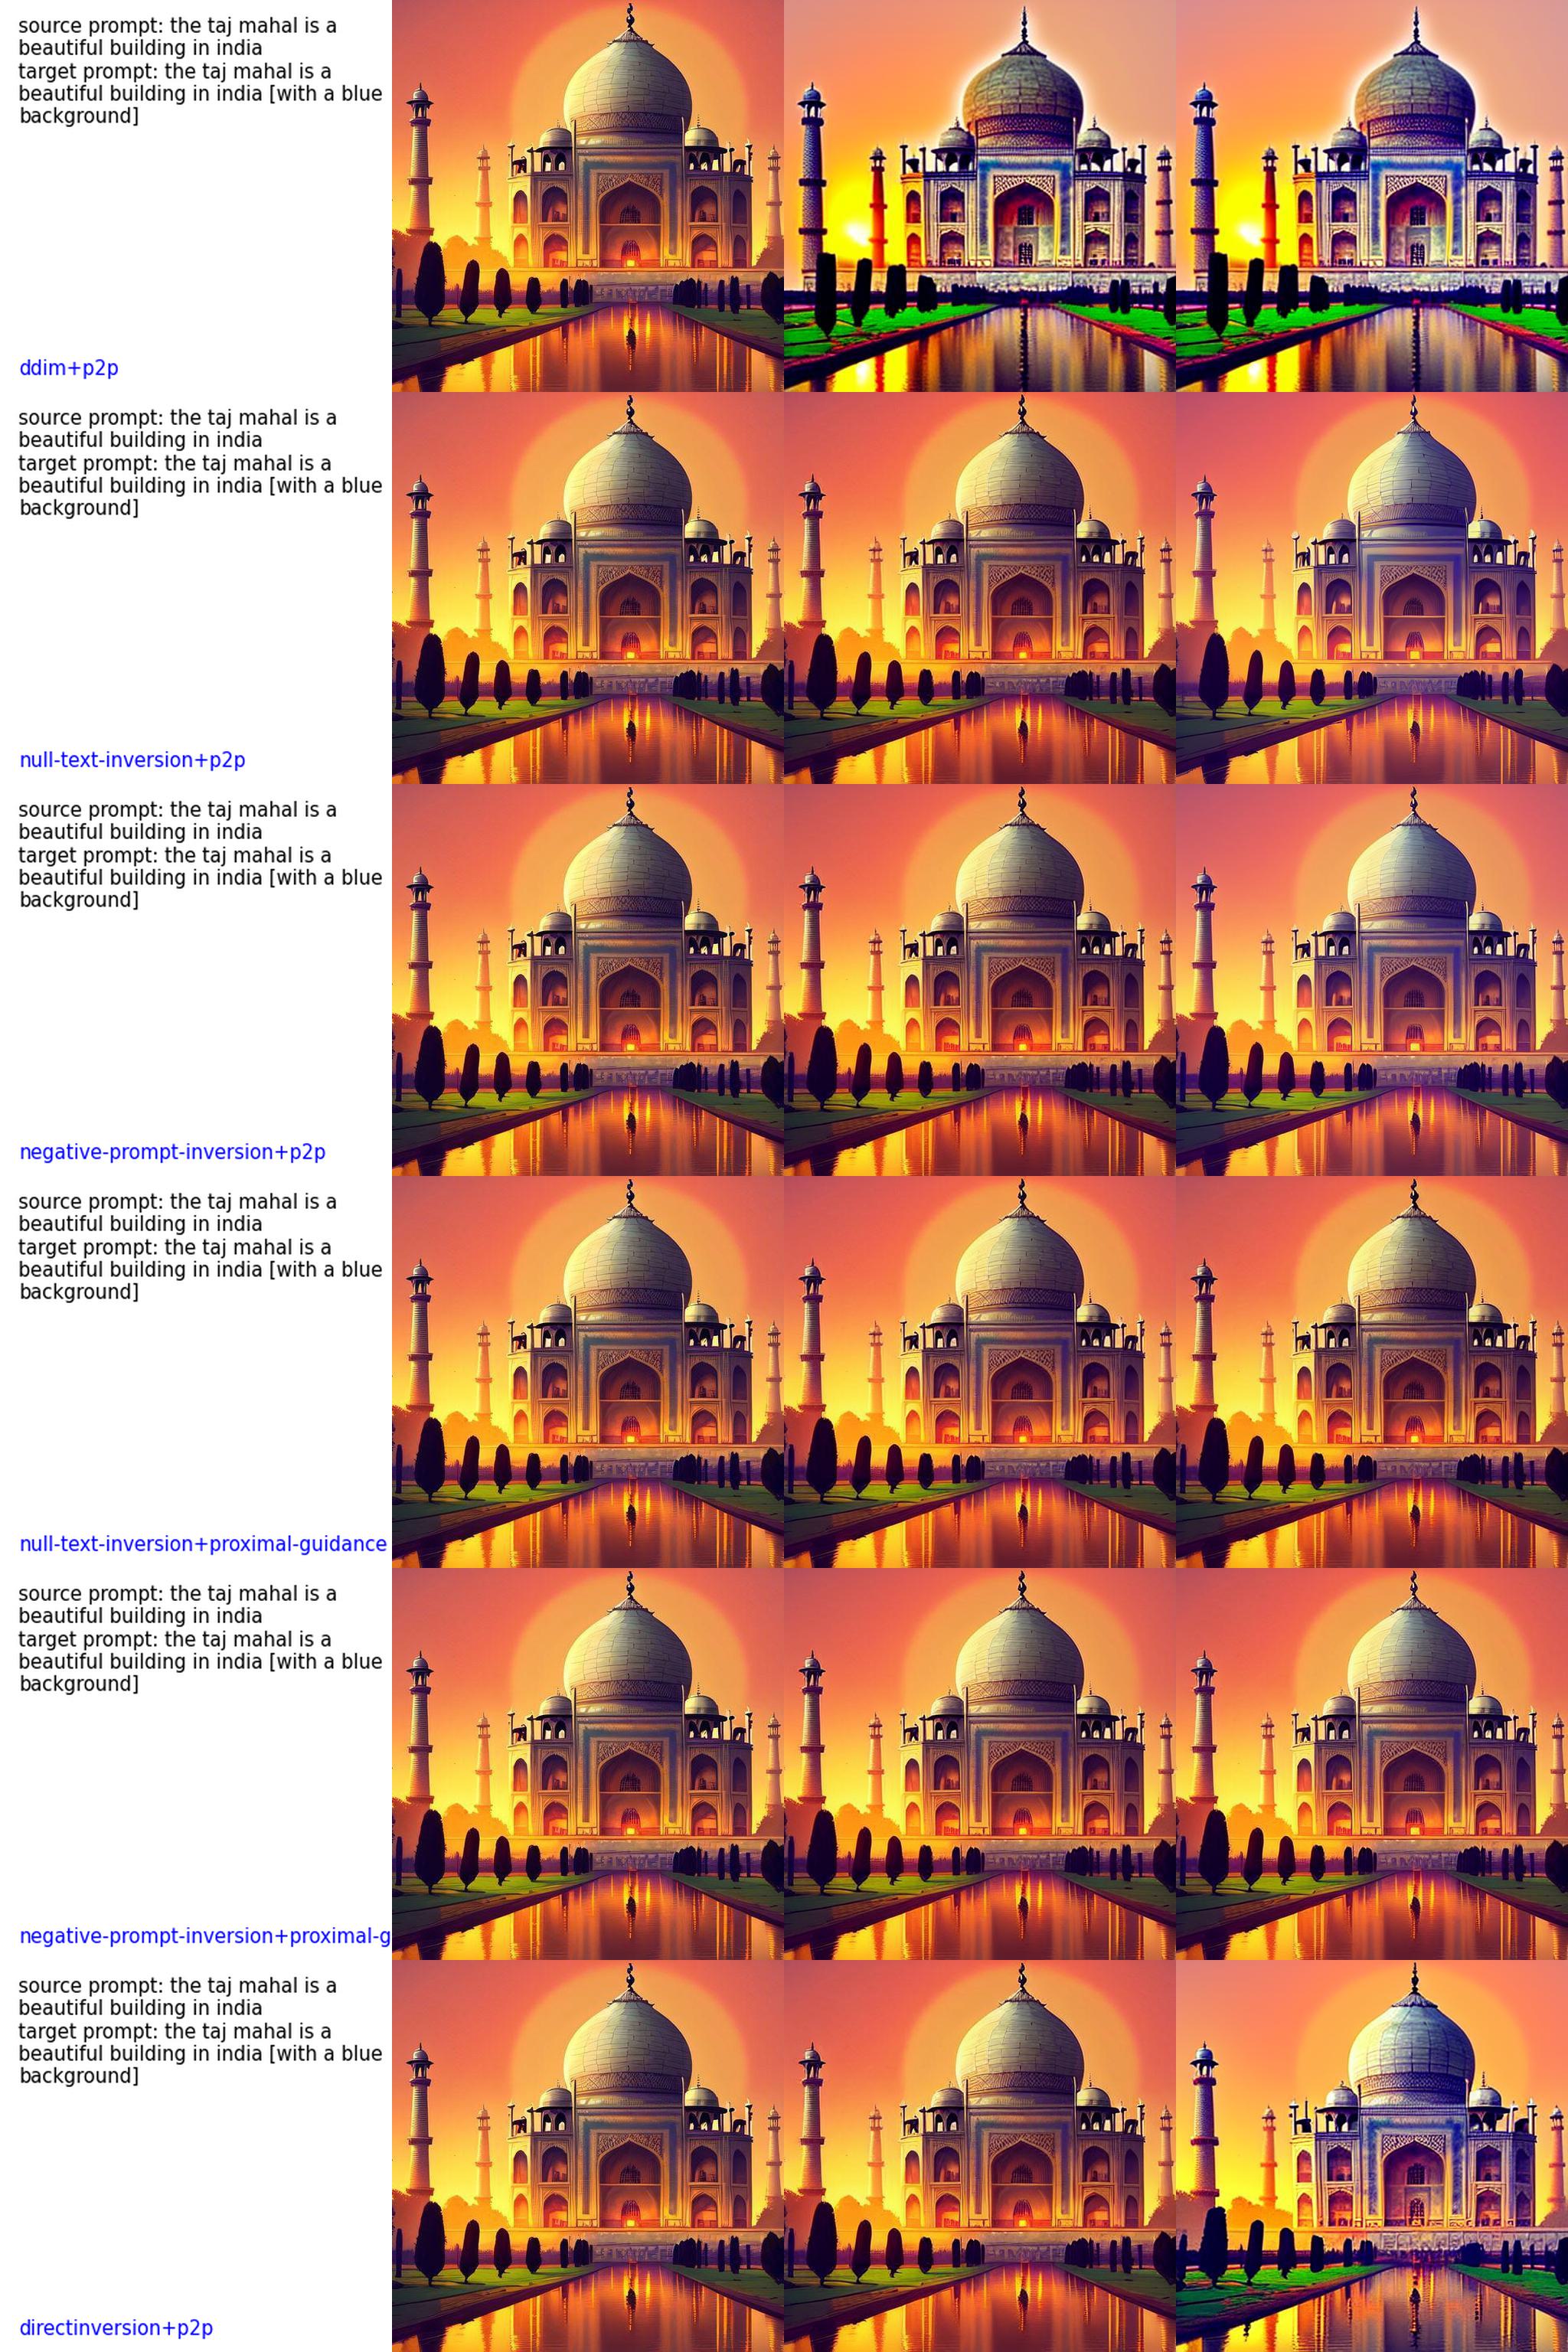 source prompt: the taj mahal is a
beautiful building in india
target prompt: the taj mahal is a
beautiful building in india [with a blue
background]
ddim+p2p
source prompt: the taj mahal is a
beautiful building in india
target prompt: the taj mahal is a
beautiful building in india [with a blue
background]
null-text-inversion+p2p
source prompt: the taj mahal is a
beautiful building in india
target prompt: the taj mahal is a
beautiful building in india [with a blue
background]
negative-prompt-inversion+p2p
source prompt: the taj mahal is a
beautiful building in india
target prompt: the taj mahal is a
beautiful building in india [with a blue
background]
null-text-inversion+proximal-guidance
source prompt: the taj mahal is a
beautiful building in india
target prompt: the taj mahal is a
beautiful building in india [with a blue
background]
negative-prompt-inversion+proximal-g
source prompt: the taj mahal is a
beautiful building in india
target prompt: the taj mahal is a
beautiful building in india [with a blue
background]
directinversion+p2p